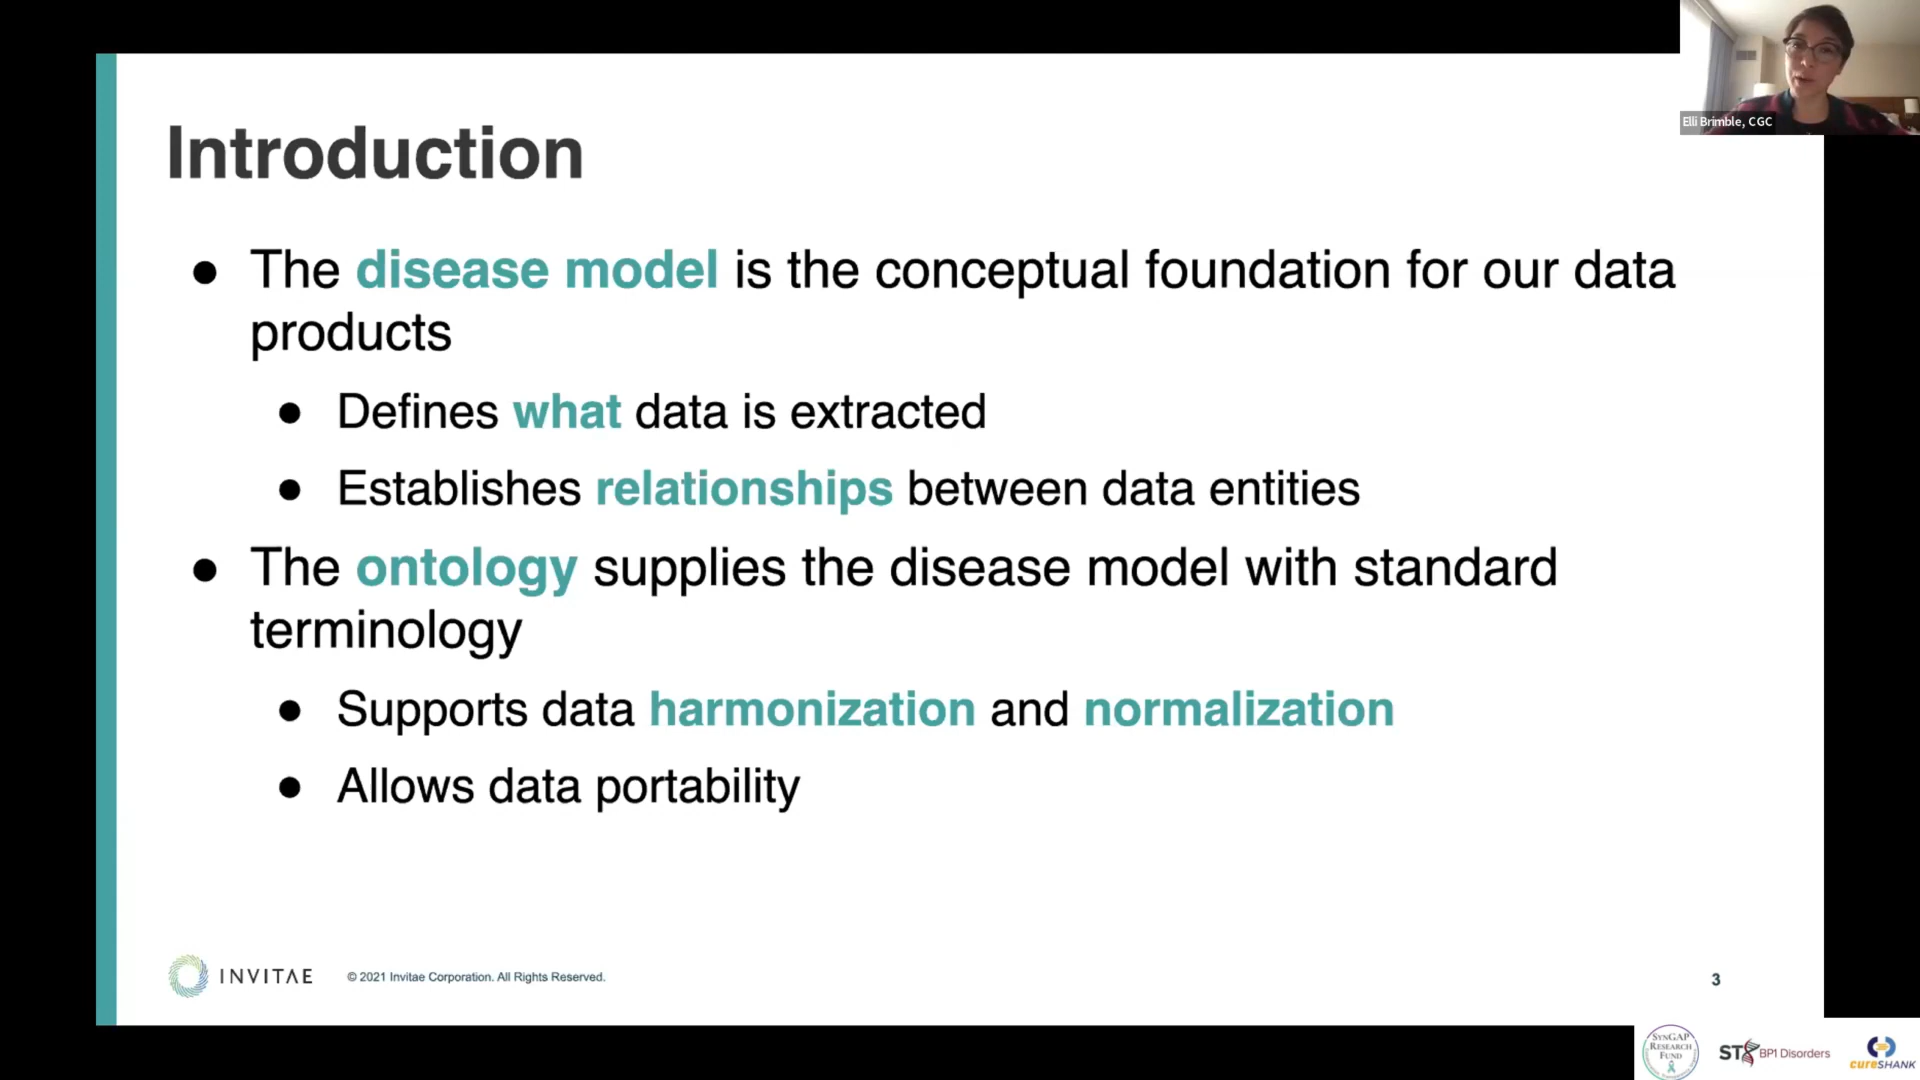 Elli Brimble, CGC
Introduction
● The disease model is the conceptual foundation for our data
products
● Defines what data is extracted
● Establishes relationships between data entities
● The ontology supplies the disease model with standard
terminology
● Supports data harmonization and normalization
● Allows data portability
INVITAE
© 2021 Invitae Corporation. All Rights Reserved.
3
SYNGAP
RESEARCH
FUND
STXBP1 Disorders
cureSHANK